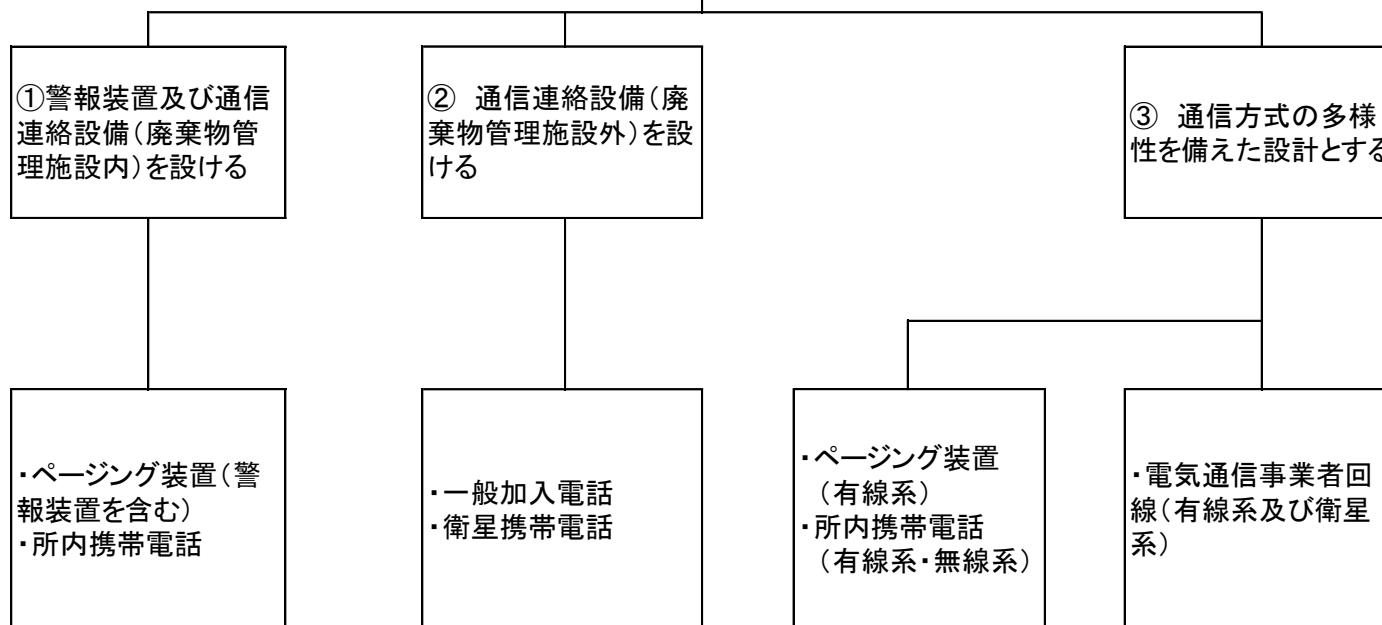 ①警報装置及び通信
連絡設備(廃棄物管
理施設内)を設ける
② 通信連絡設備(廃
棄物管理施設外)を設
ける
③ 通信方式の多様
性を備えた設計とする
・ページング装置(警
報装置を含む)
・所内携帯電話
・一般加入電話
・衛星携帯電話
・ページング装置
(有線系)
・所内携帯電話
(有線系・無線系)
・電気通信事業者回
線(有線系及び衛星
系)